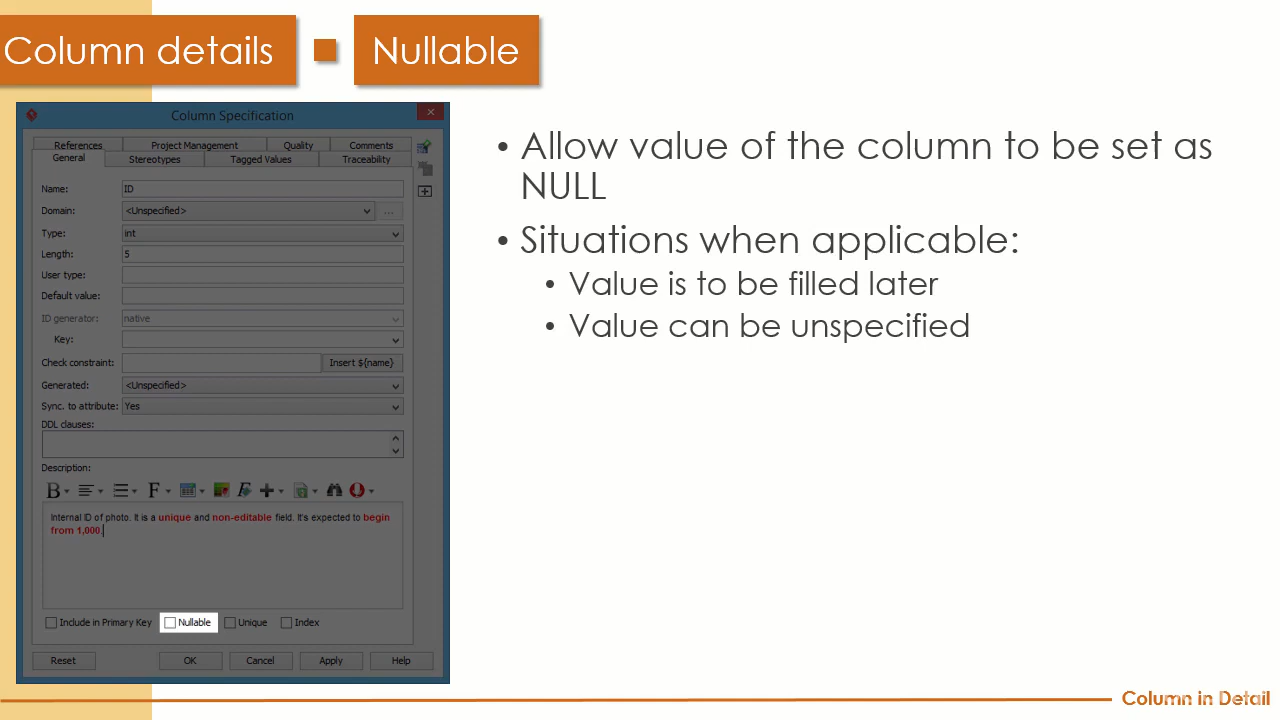 Column details
Nullable
Column Specification
References Project Management Quality Comments
General Stereotypes Tagged Values Traceability
Name: ID
Domain: <Unspecified> ...
Type: int
Length: 5
User type:
Default value:
ID generator: native
Key:
Check constraint: Insert ${name}
Generated: <Unspecified>
Sync. to attribute: Yes
DDL clauses:
Description:
Internal ID of photo. It is a unique and non-editable field. It's expected to begin
from 1,000.
Include in Primary Key Nullable Unique Index
Reset OK Cancel Apply Help
• Allow value of the column to be set as
NULL
• Situations when applicable:
• Value is to be filled later
• Value can be unspecified
Column in Detail